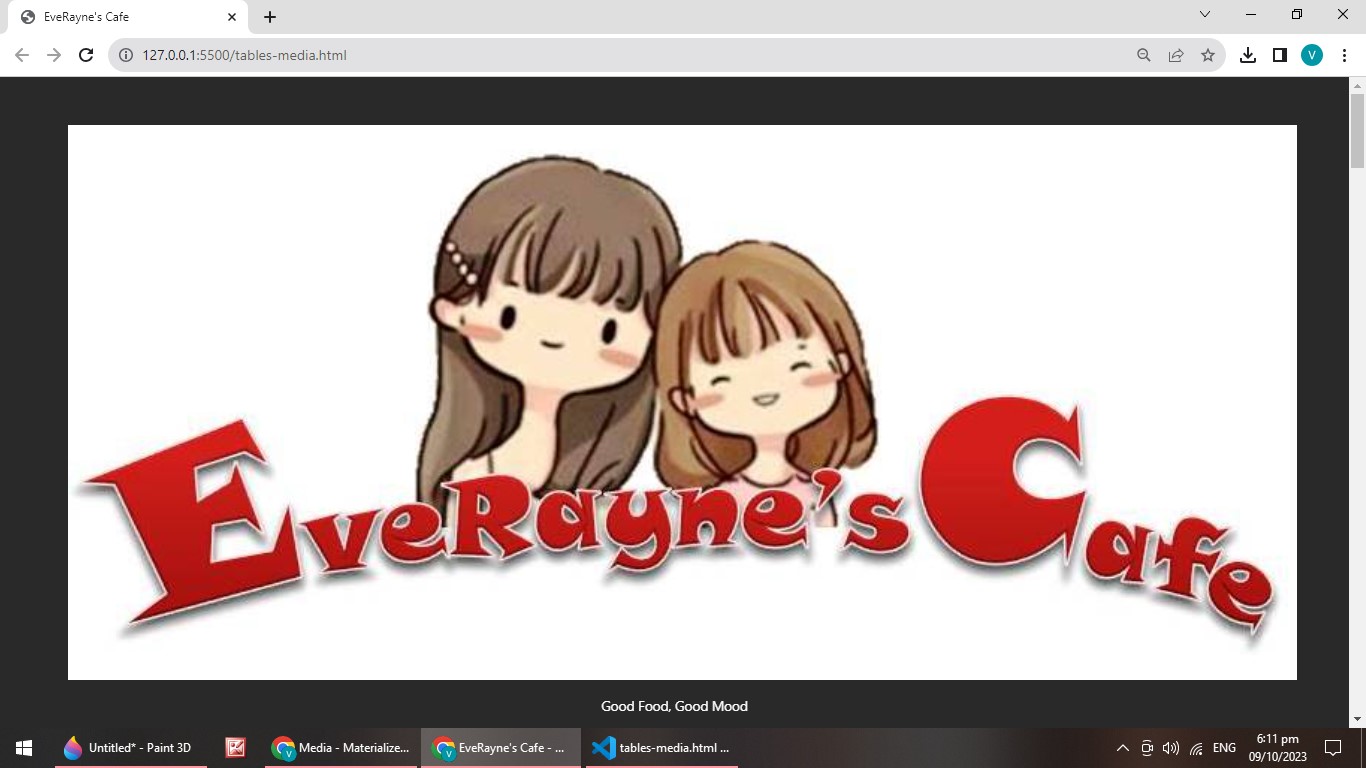 EveRayne's Cafe
127.0.0.1:5500/tables-media.html
V
EveRayne's Cafe
Good Food, Good Mood
Untitled* - Paint 3D
Media - Materialize...
EveRayne's Cafe - ...
tables-media.html ...
ENG
6:11 pm
09/10/2023